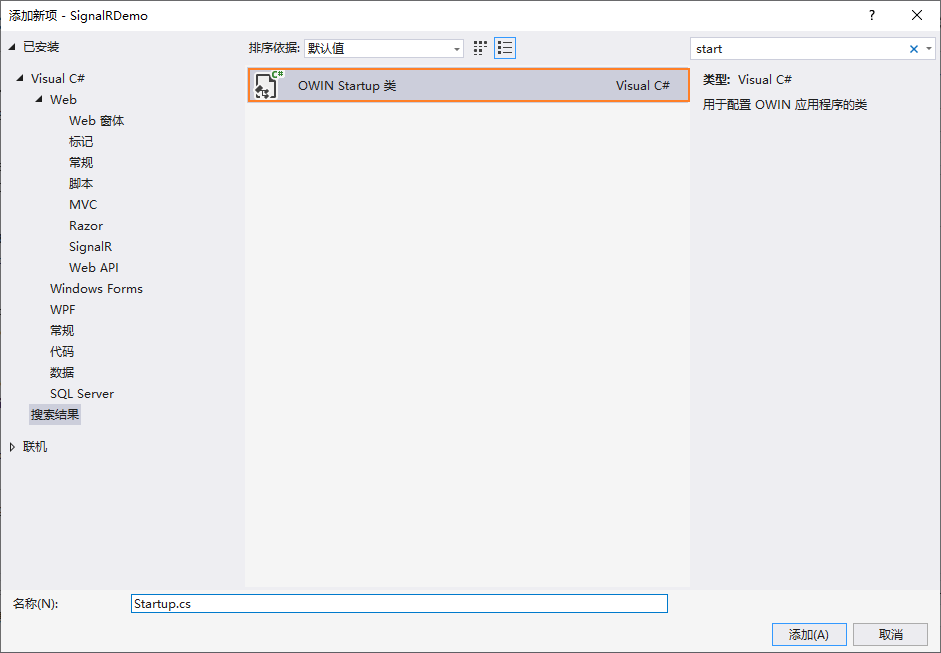 添加新项 - SignalRDemo
?
已安装
排序依据:
默认值
start
Visual C#
Web
Web 窗体
标记
常规
脚本
MVC
Razor
SignalR
Web API
Windows Forms
WPF
常规
代码
数据
SQL Server
搜索结果
联机
C#
OWIN Startup 类
Visual C#
类型: Visual C#
用于配置 OWIN 应用程序的类
名称(N):
Startup.cs
添加(A)
取消